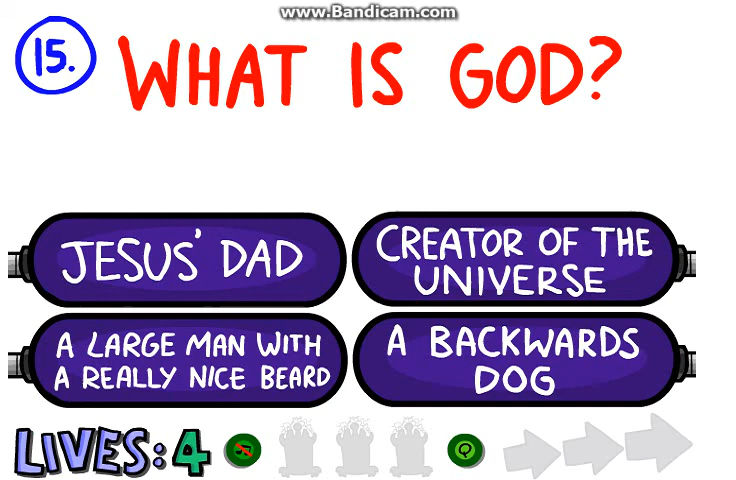 www.Bandicam.com
15.
WHAT IS GOD?
JESUS' DAD
CREATOR OF THE
UNIVERSE
A LARGE MAN WITH
A REALLY NICE BEARD
A BACKWARDS
DOG
LIVES: 4
Q